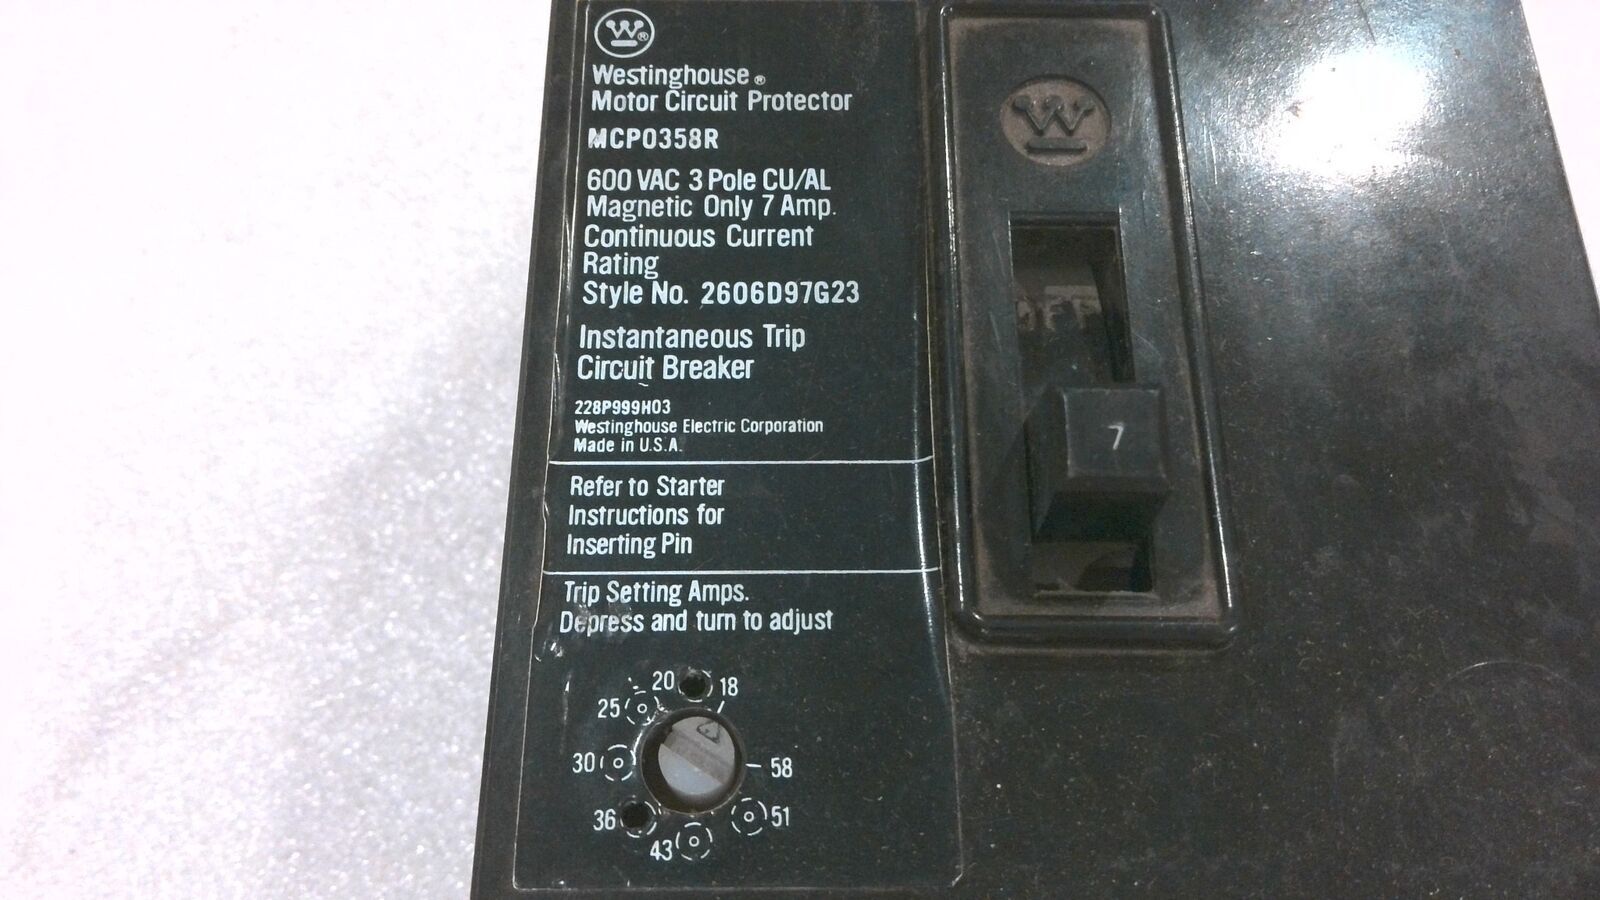 W®
Westinghouse®
Motor Circuit Protector
MCP0358R
600 VAC 3 Pole CU/AL
Magnetic Only 7 Amp.
Continuous Current
Rating
Style No. 2606D97G23
Instantaneous Trip
Circuit Breaker
228P999H03
Westinghouse Electric Corporation
Made in U.S.A.
Refer to Starter
Instructions for
Inserting Pin
Trip Setting Amps.
Depress and turn to adjust
20 18
25
30 58
36 51
43
W
OFF
7